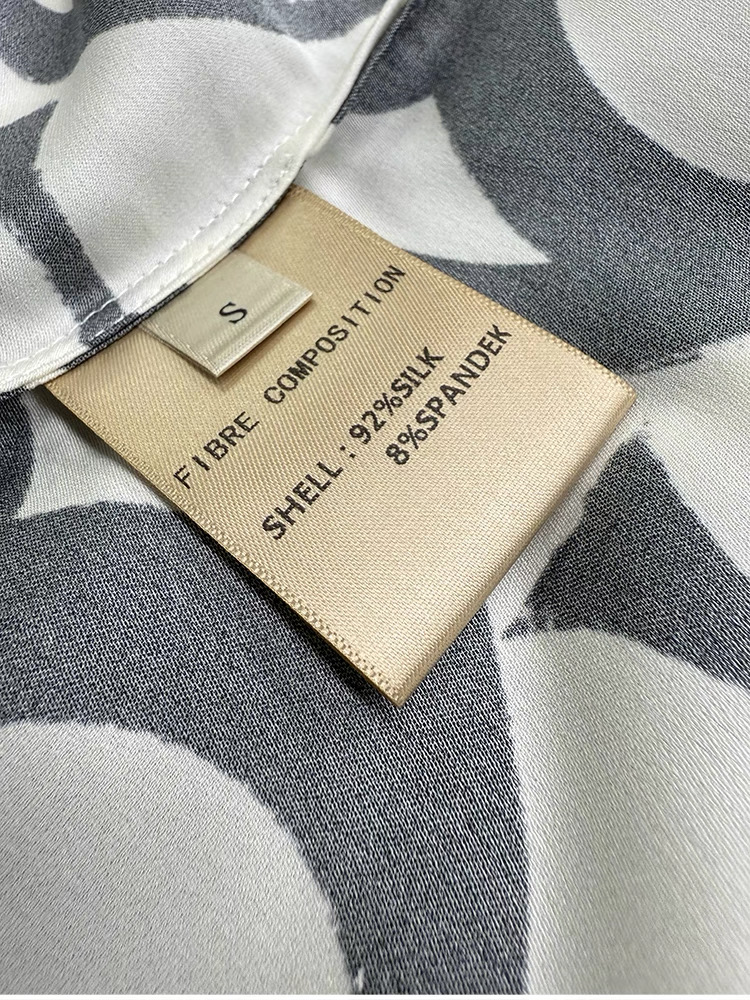 S
FIBRE COMPOSITION
SHELL:92%SILK
8%SPANDEK